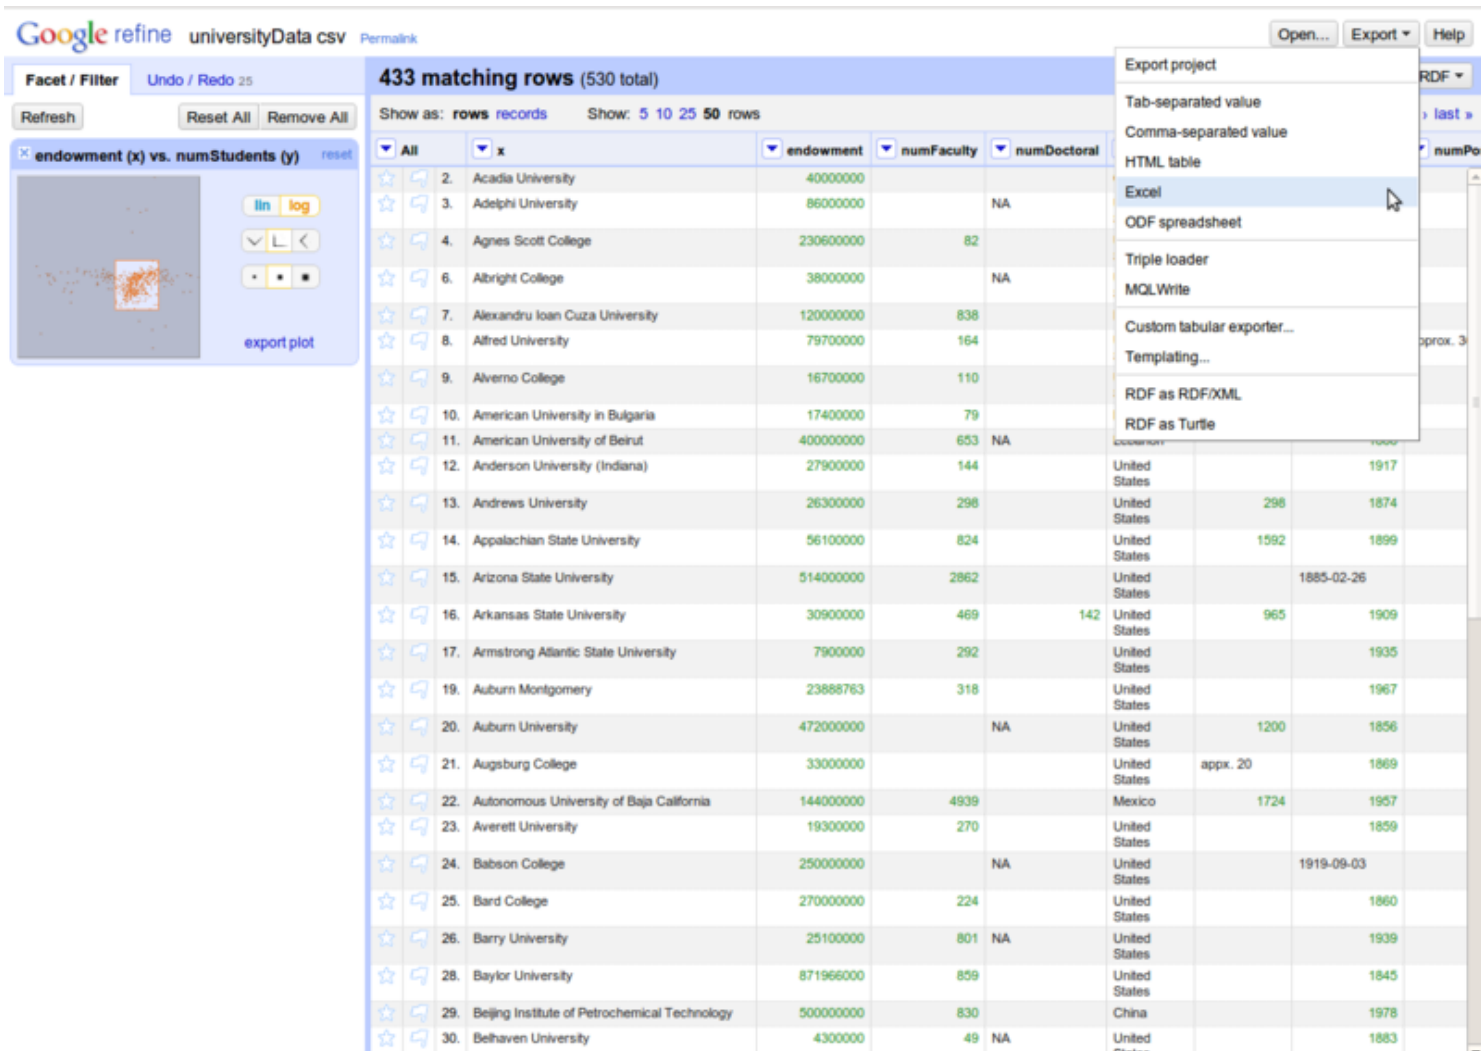 Google refine universityData csv Permalink
Open... Export Help
Facet / Filter Undo / Redo 25
Refresh Reset All Remove All
endowment (x) vs. numStudents (y) reset
lin log
export plot
433 matching rows (530 total)
RDF
Show as: rows records Show: 5 10 25 50 rows
› last »
All x endowment numFaculty numDoctoral
2. Acadia University 40000000
3. Adelphi University 86000000 NA
4. Agnes Scott College 230600000 82
6. Albright College 38000000 NA
7. Alexandru Ioan Cuza University 120000000 838
8. Alfred University 79700000 164
9. Alverno College 16700000 110
10. American University in Bulgaria 17400000 79
11. American University of Beirut 400000000 653 NA
12. Anderson University (Indiana) 27900000 144 United 1917
States
13. Andrews University 26300000 298 United 298 1874
States
14. Appalachian State University 56100000 824 United 1592 1899
States
15. Arizona State University 514000000 2862 United 1885-02-26
States
16. Arkansas State University 30900000 469 142 United 965 1909
States
17. Armstrong Atlantic State University 7900000 292 United 1935
States
19. Auburn Montgomery 23888763 318 United 1967
States
20. Auburn University 472000000 NA United 1200 1856
States
21. Augsburg College 33000000 United appx. 20 1869
States
22. Autonomous University of Baja California 144000000 4939 Mexico 1724 1957
23. Averett University 19300000 270 United 1859
States
24. Babson College 250000000 NA United 1919-09-03
States
25. Bard College 270000000 224 United 1860
States
26. Barry University 25100000 801 NA United 1939
States
28. Baylor University 871966000 859 United 1845
States
29. Beijing Institute of Petrochemical Technology 500000000 830 China 1978
30. Belhaven University 4300000 49 NA United 1883
Export project
Tab-separated value
Comma-separated value
HTML table
Excel
ODF spreadsheet
Triple loader
MQLWrite
Custom tabular exporter...
Templating...
RDF as RDF/XML
RDF as Turtle